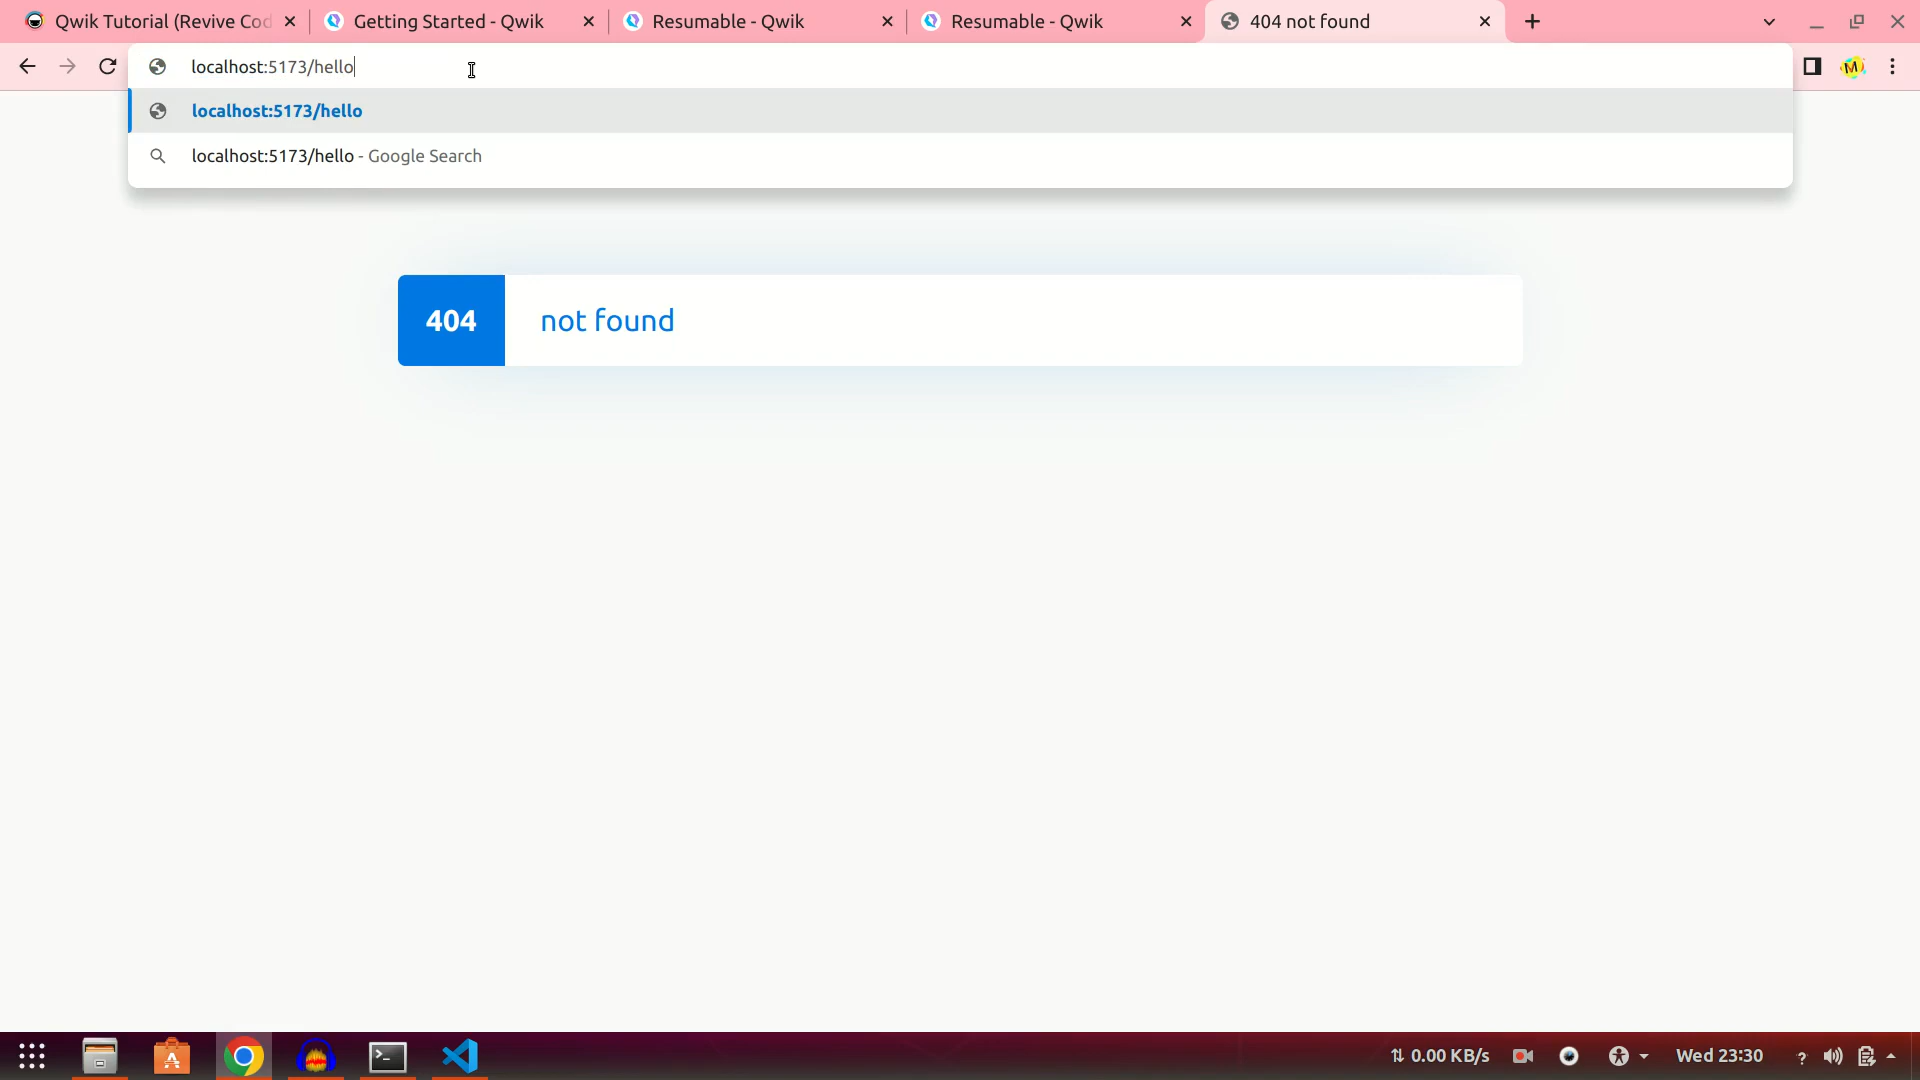 Qwik Tutorial (Revive Cod
Getting Started - Qwik
Resumable - Qwik
Resumable - Qwik
404 not found
localhost:5173/hello
localhost:5173/hello
localhost:5173/hello - Google Search
404 not found
0.00 KB/s
Wed 23:30
?